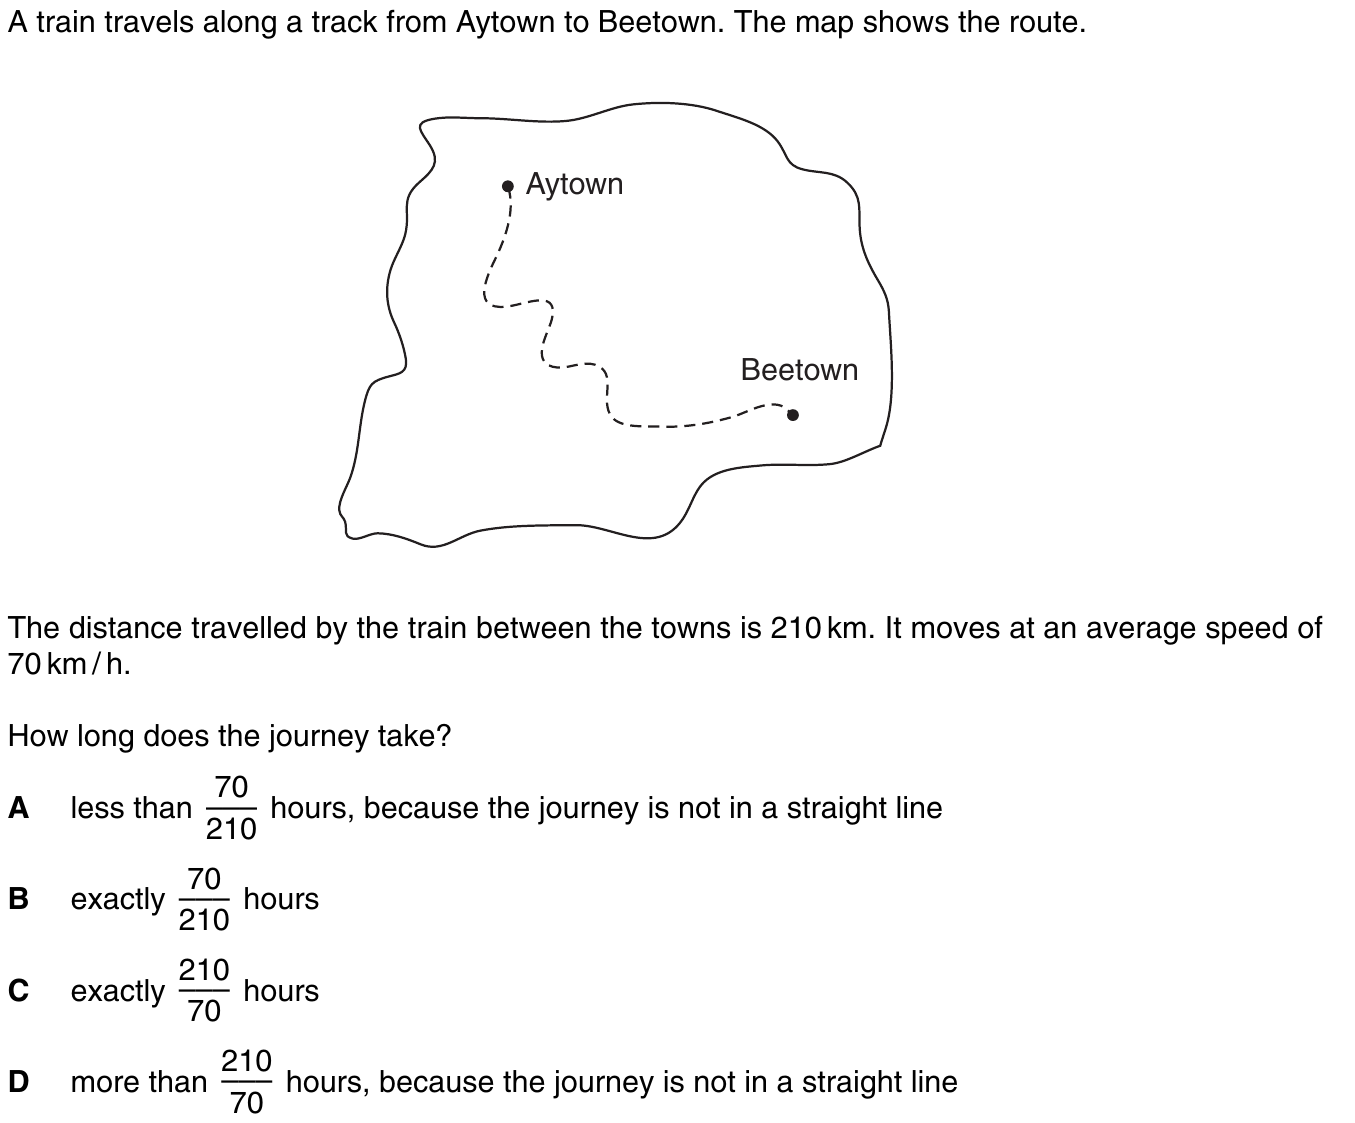 A train travels along a track from Aytown to Beetown. The map shows the route.
Aytown
Beetown
The distance travelled by the train between the towns is 210 km. It moves at an average speed of
70 km / h.
How long does the journey take?
A less than 70/210 hours, because the journey is not in a straight line
B exactly 70/210 hours
C exactly 210/70 hours
D more than 210/70 hours, because the journey is not in a straight line